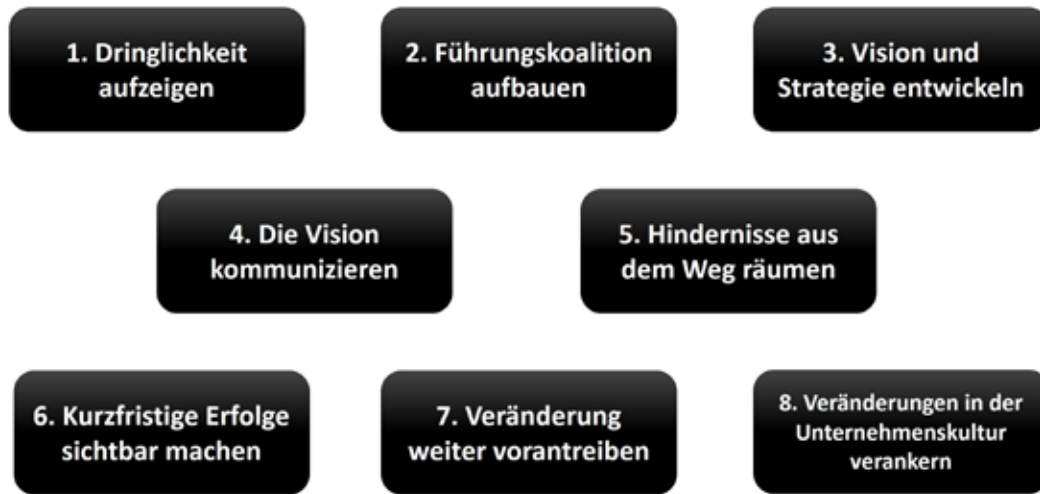 1. Dringlichkeit
aufzeigen
2. Führungskoalition
aufbauen
3. Vision und
Strategie entwickeln
4. Die Vision
kommunizieren
5. Hindernisse aus
dem Weg räumen
6. Kurzfristige Erfolge
sichtbar machen
7. Veränderung
weiter vorantreiben
8. Veränderungen in der
Unternehmenskultur
verankern